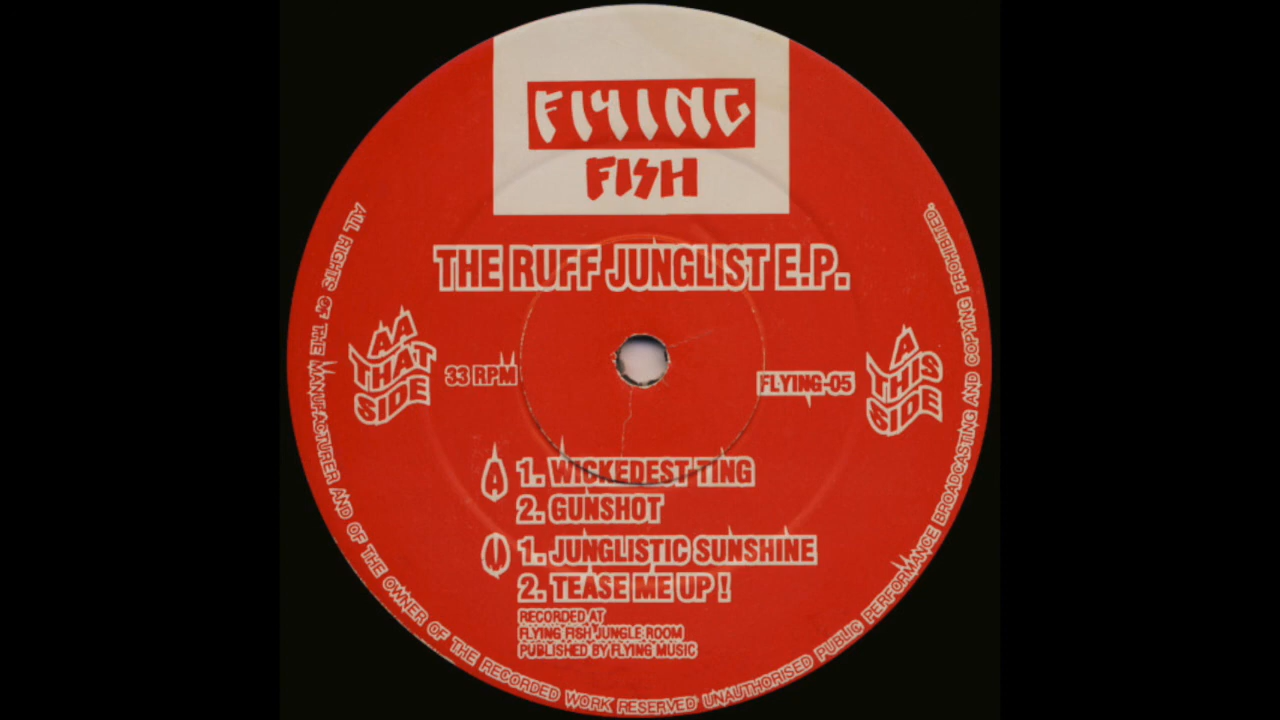 FLYING
FISH
THE RUFF JUNGLIST E.P.
AA
THAT
SIDE
33 RPM
FLYING-05
A
THIS
SIDE
A
1. WICKEDEST TING
2. GUNSHOT
1. JUNGLISTIC SUNSHINE
2. TEASE ME UP!
RECORDED AT
FLYING FISH JUNGLE ROOM
PUBLISHED BY FLYING MUSIC
ALL RIGHTS OF THE MANUFACTURER AND OF THE OWNER OF THE RECORDED WORK RESERVED UNAUTHORISED PUBLIC PERFORMANCE BROADCASTING AND COPYING PROHIBITED.